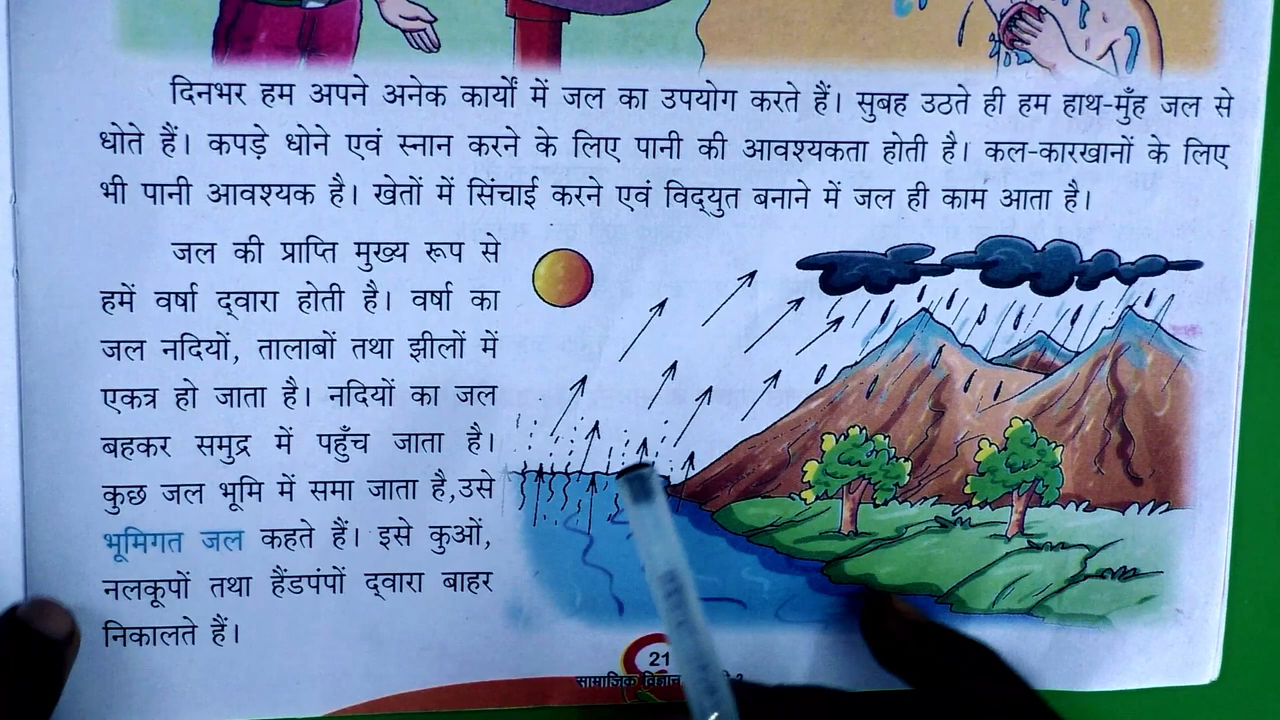 दिनभर हम अपने अनेक कार्यों में जल का उपयोग करते हैं। सुबह उठते ही हम हाथ-मुँह जल से
धोते हैं। कपड़े धोने एवं स्नान करने के लिए पानी की आवश्यकता होती है। कल-कारखानों के लिए
भी पानी आवश्यक है। खेतों में सिंचाई करने एवं विद्‌युत बनाने में जल ही काम आता है।
जल की प्राप्ति मुख्य रूप से
हमें वर्षा द्‌वारा होती है। वर्षा का
जल नदियों, तालाबों तथा झीलों में
एकत्र हो जाता है। नदियों का जल
बहकर समुद्र में पहुँच जाता है।
कुछ जल भूमि में समा जाता है,उसे
भूमिगत जल कहते हैं। इसे कुओं,
नलकूपों तथा हैंडपंपों द्‌वारा बाहर
निकालते हैं।
21
सामाजिक विज्ञान